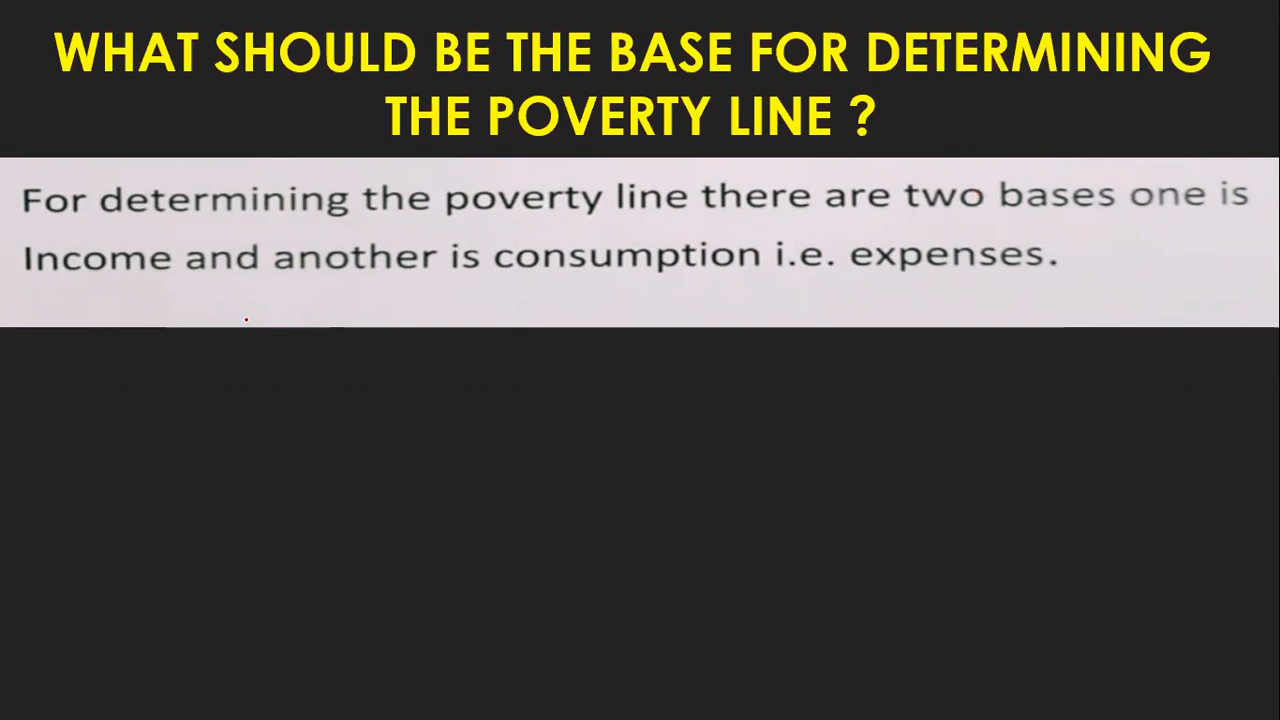 WHAT SHOULD BE THE BASE FOR DETERMINING
THE POVERTY LINE ?
For determining the poverty line there are two bases one is
Income and another is consumption i.e. expenses.